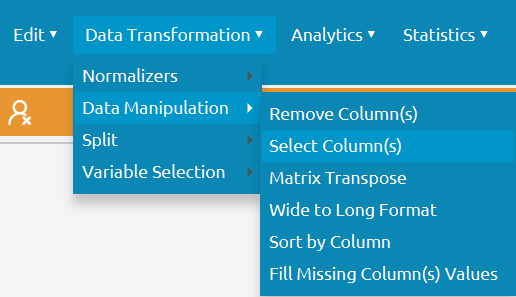 Edit ▾ Data Transformation ▾ Analytics ▾ Statistics ▾
Normalizers
Data Manipulation
Split
Variable Selection
Remove Column(s)
Select Column(s)
Matrix Transpose
Wide to Long Format
Sort by Column
Fill Missing Column(s) Values